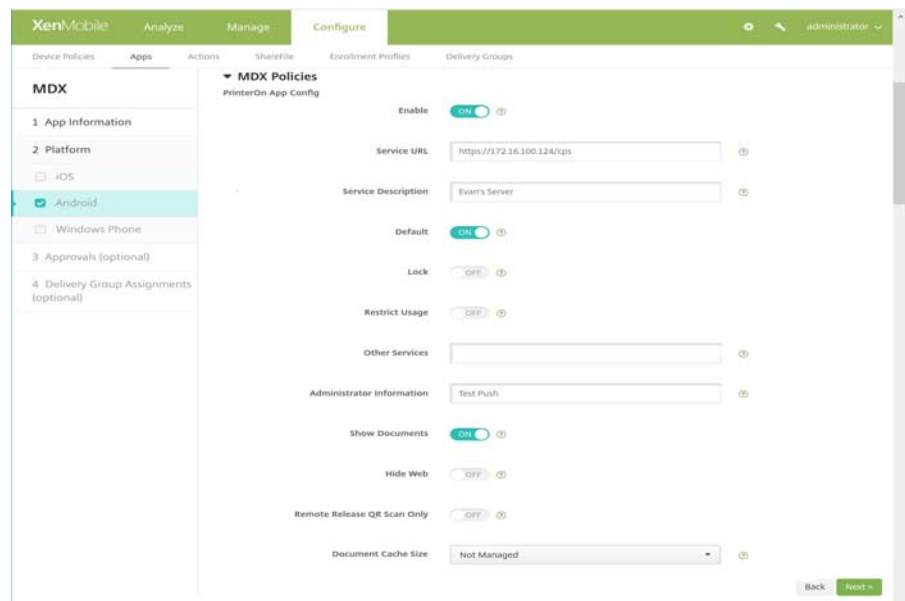 XenMobile Analyze Manage Configure administrator
Device Policies Apps Actions ShareFile Enrollment Profiles Delivery Groups
MDX
1 App Information
2 Platform
iOS
Android
Windows Phone
3 Approvals (optional)
4 Delivery Group Assignments
(optional)
MDX Policies
PrinterOn App Config
Enable ON
Service URL https://172.16.100.124/cps
Service Description Evan's Server
Default ON
Lock OFF
Restrict Usage OFF
Other Services
Administrator Information Test Push
Show Documents ON
Hide Web OFF
Remote Release QR Scan Only OFF
Document Cache Size Not Managed
Back Next >